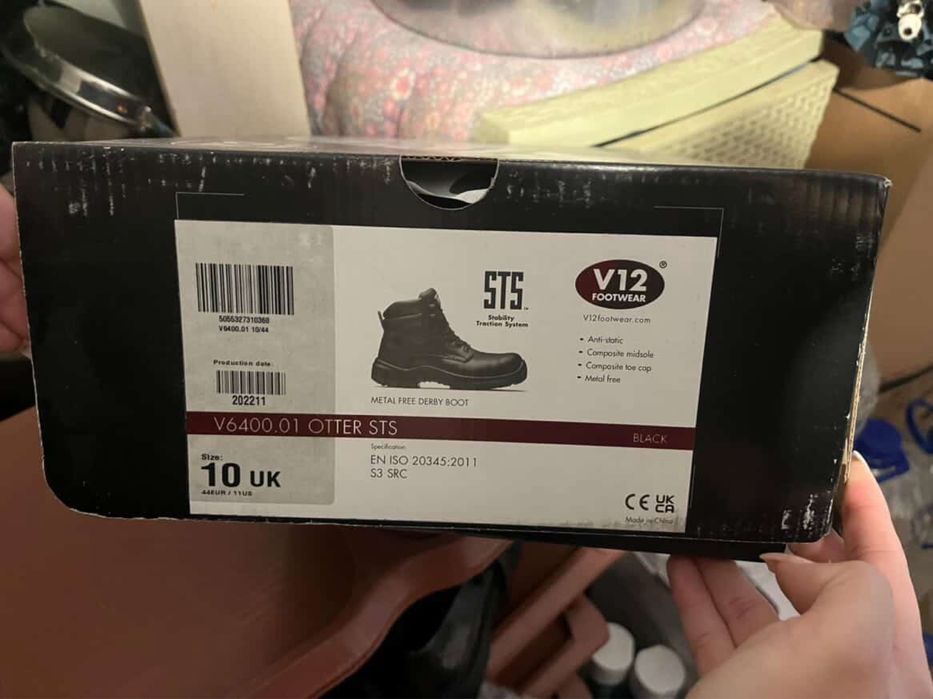 5055327310360
V6400.01 10/44
Production date
202211
STS™
Stability
Traction System
V12®
FOOTWEAR
V12footwear.com
- Anti-static
- Composite midsole
- Composite toe cap
- Metal free
METAL FREE DERBY BOOT
V6400.01 OTTER STS
BLACK
Size:
10 UK
44EUR / 11US
Specification
EN ISO 20345:2011
S3 SRC
CE UK
CA
Made in China